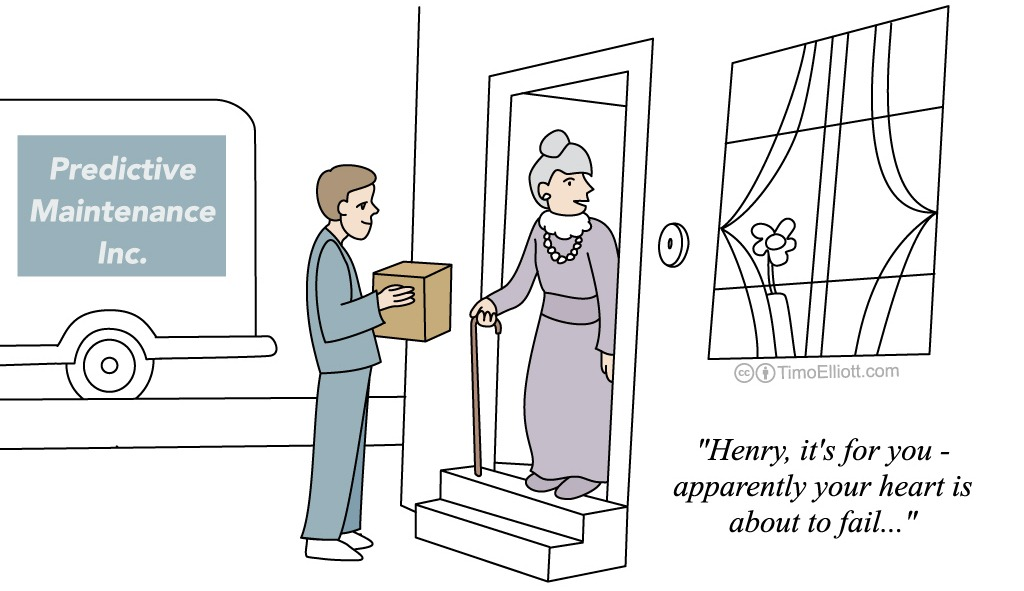 Predictive
Maintenance
Inc.
TimoElliott.com
"Henry, it's for you -
apparently your heart is
about to fail..."